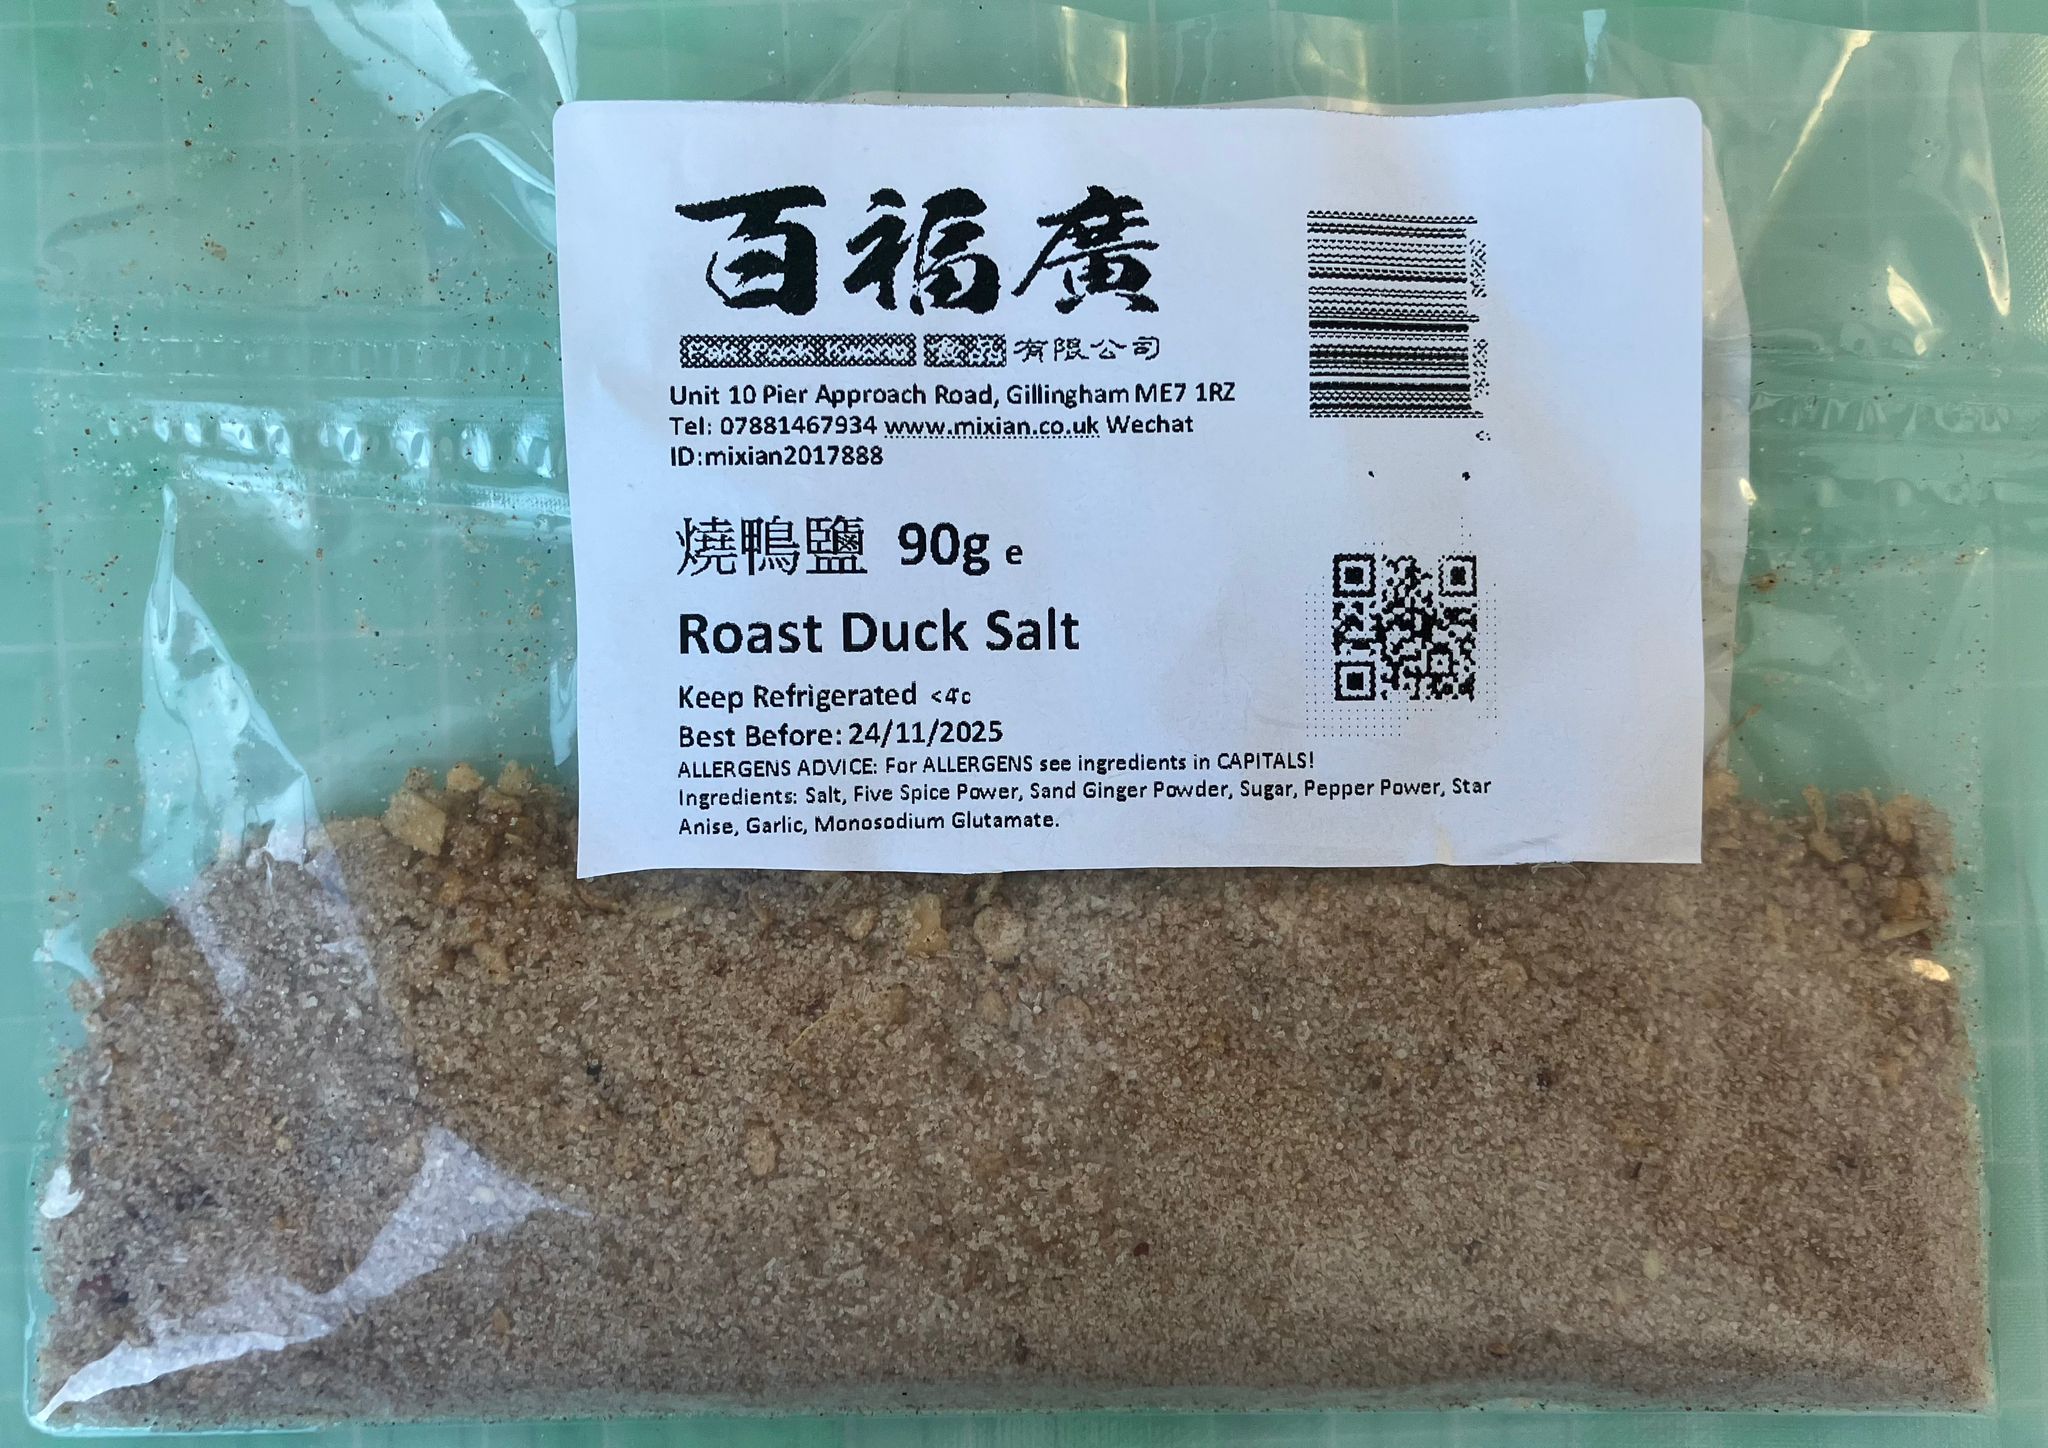 百福廣
有限公司
Unit 10 Pier Approach Road, Gillingham ME7 1RZ
Tel: 07881467934 www.mixian.co.uk Wechat
ID:mixian2017888
燒鴨鹽 90g e
Roast Duck Salt
Keep Refrigerated <4°c
Best Before: 24/11/2025
ALLERGENS ADVICE: For ALLERGENS see ingredients in CAPITALS!
Ingredients: Salt, Five Spice Power, Sand Ginger Powder, Sugar, Pepper Power, Star
Anise, Garlic, Monosodium Glutamate.